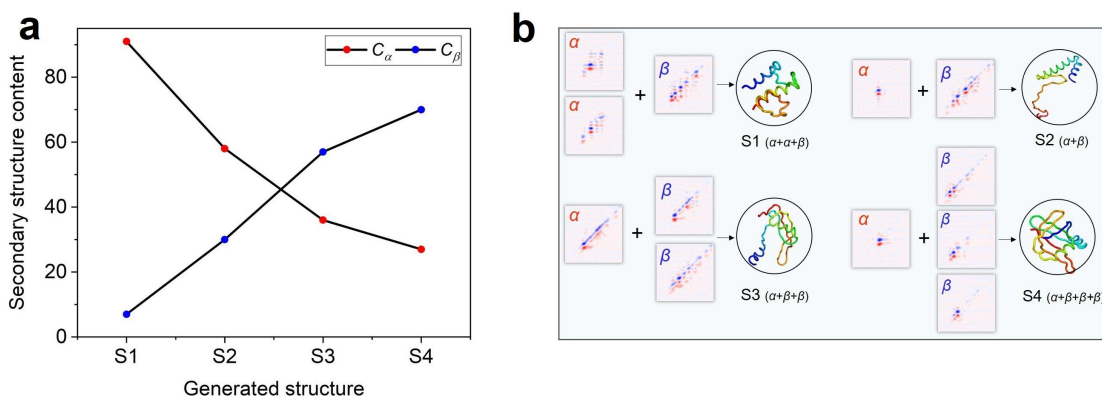 a
Secondary structure content
80
60
40
20
0
Cα Cβ
S1 S2 S3 S4
Generated structure
b
α
α
+
β
S1 (α+α+β)
α
+
β
S2 (α+β)
α
+
β
β
S3 (α+β+β)
α
+
β
β
β
S4 (α+β+β+β)